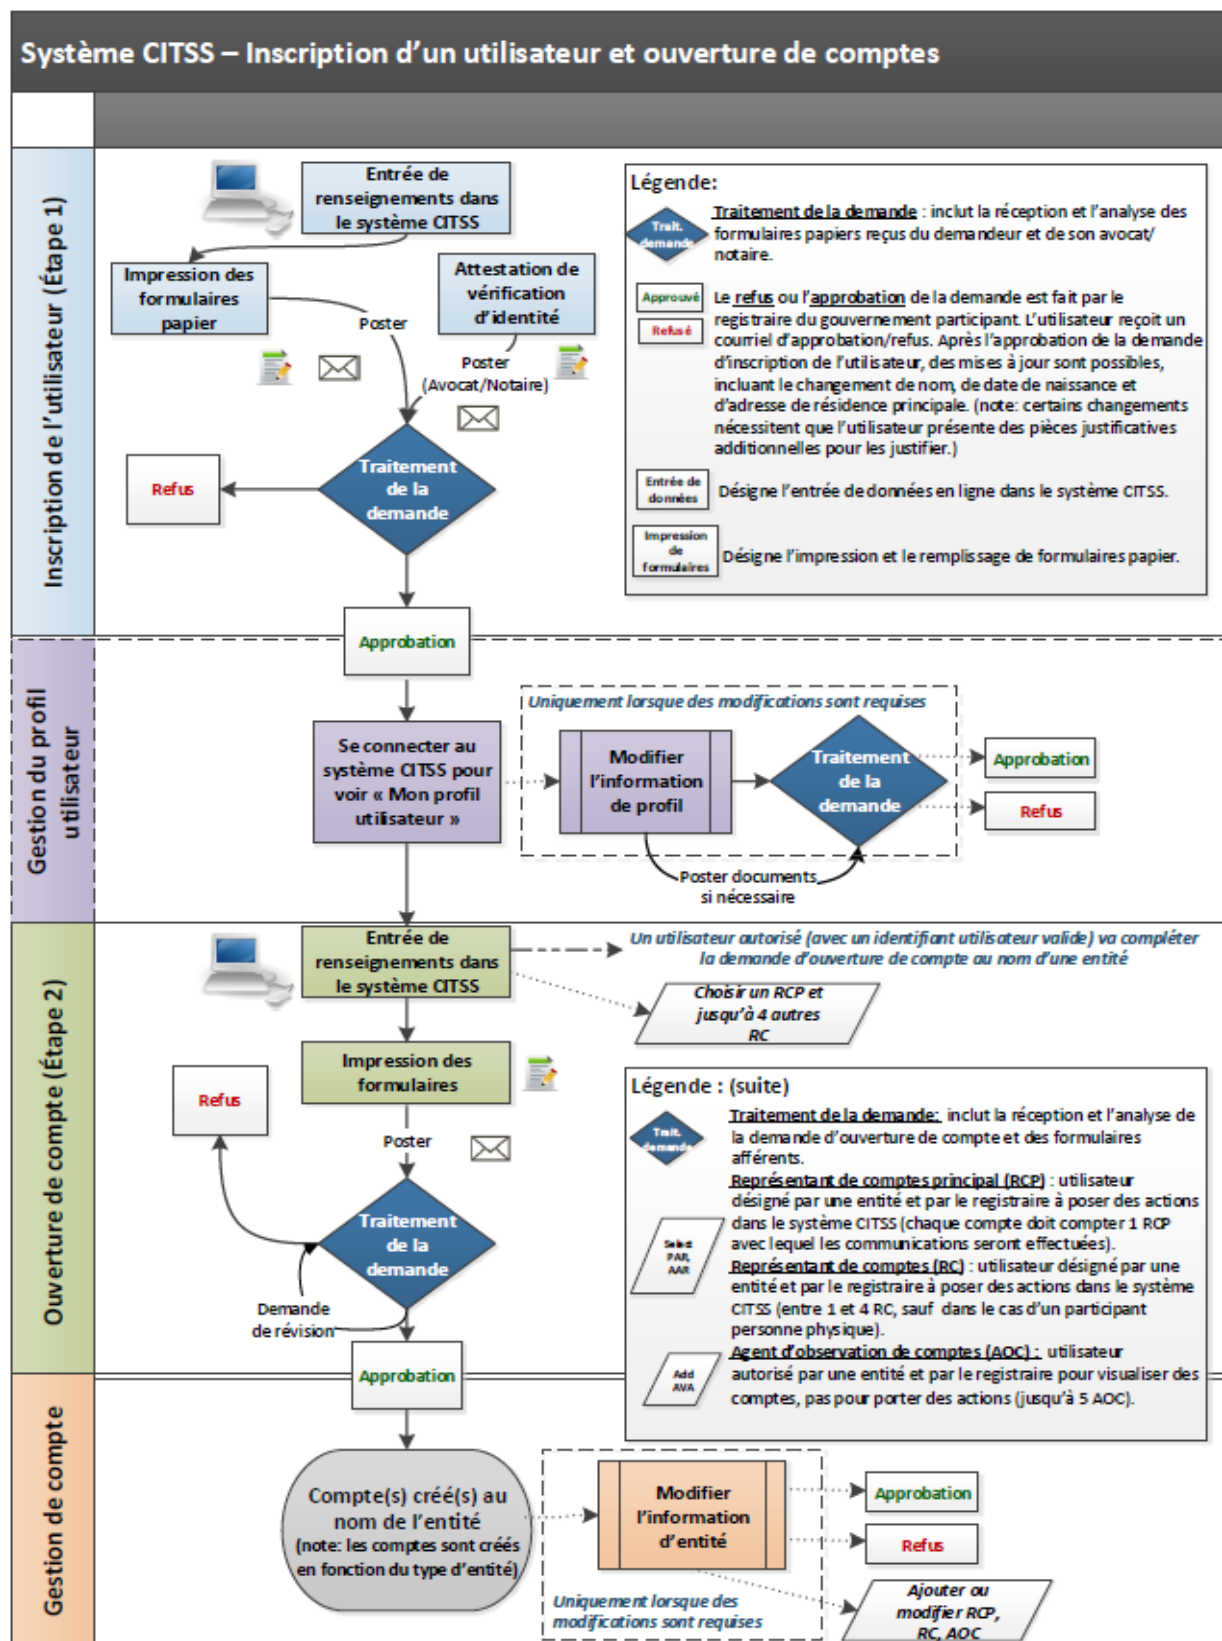 Système CITSS – Inscription d'un utilisateur et ouverture de comptes
Inscription de l'utilisateur (Étape 1)
Entrée de
renseignements dans
le système CITSS
Impression des
formulaires
papier
Attestation de
vérification
d'identité
Poster
Poster
(Avocat/Notaire)
Traitement
de la
demande
Refus
Approbation
Légende:
Trait.
demande
Traitement de la demande : inclut la réception et l'analyse des
formulaires papiers reçus du demandeur et de son avocat/
notaire.
Approuvé
Refusé
Le refus ou l'approbation de la demande est fait par le
registraire du gouvernement participant. L'utilisateur reçoit un
courriel d'approbation/refus. Après l'approbation de la demande
d'inscription de l'utilisateur, des mises à jour sont possibles,
incluant le changement de nom, de date de naissance et
d'adresse de résidence principale. (note: certains changements
nécessitent que l'utilisateur présente des pièces justificatives
additionnelles pour les justifier.)
Entrée de
données
Désigne l'entrée de données en ligne dans le système CITSS.
Impression
de
formulaires
Désigne l'impression et le remplissage de formulaires papier.
Gestion du profil
utilisateur
Se connecter au
système CITSS pour
voir « Mon profil
utilisateur »
Uniquement lorsque des modifications sont requises
Modifier
l'information
de profil
Traitement
de la
demande
Approbation
Refus
Poster documents
si nécessaire
Ouverture de compte (Étape 2)
Entrée de
renseignements dans
le système CITSS
Un utilisateur autorisé (avec un identifiant utilisateur valide) va compléter
la demande d'ouverture de compte au nom d'une entité
Choisir un RCP et
jusqu'à 4 autres
RC
Impression des
formulaires
Refus
Poster
Traitement
de la
demande
Demande
de révision
Approbation
Légende : (suite)
Trait.
demande
Traitement de la demande: inclut la réception et l'analyse de
la demande d'ouverture de compte et des formulaires
afférents.
Select
PAR,
AAR
Représentant de comptes principal (RCP) : utilisateur
désigné par une entité et par le registraire à poser des actions
dans le système CITSS (chaque compte doit compter 1 RCP
avec lequel les communications seront effectuées).
Représentant de comptes (RC) : utilisateur désigné par une
entité et par le registraire à poser des actions dans le système
CITSS (entre 1 et 4 RC, sauf dans le cas d'un participant
personne physique).
Add
AVA
Agent d'observation de comptes (AOC) : utilisateur
autorisé par une entité et par le registraire pour visualiser des
comptes, pas pour porter des actions (jusqu'à 5 AOC).
Gestion de compte
Compte(s) créé(s) au
nom de l'entité
(note: les comptes sont créés
en fonction du type d'entité)
Modifier
l'information
d'entité
Uniquement lorsque des
modifications sont requises
Approbation
Refus
Ajouter ou
modifier RCP,
RC, AOC